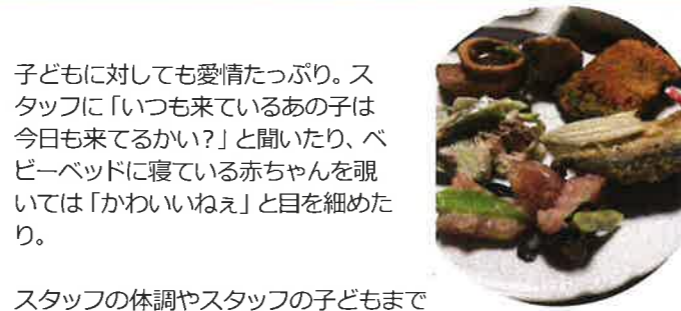 子どもに対しても愛情たっぷり。ス
タッフに「いつも来ているあの子は
今日も来てるかい?」と聞いたり、ベ
ビーベッドに寝ている赤ちゃんを覗
いては「かわいいねぇ」と目を細めた
り。
スタッフの体調やスタッフの子どもまで